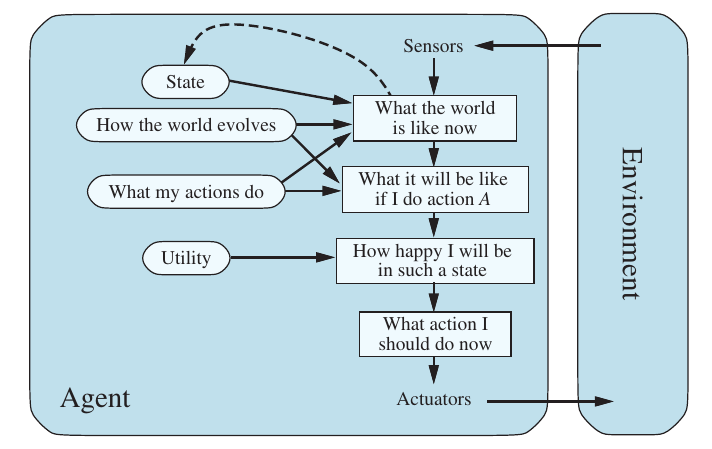 Sensors
State
What the world
is like now
How the world evolves
What my actions do
What it will be like
if I do action A
Utility
How happy I will be
in such a state
What action I
should do now
Agent
Actuators
Environment